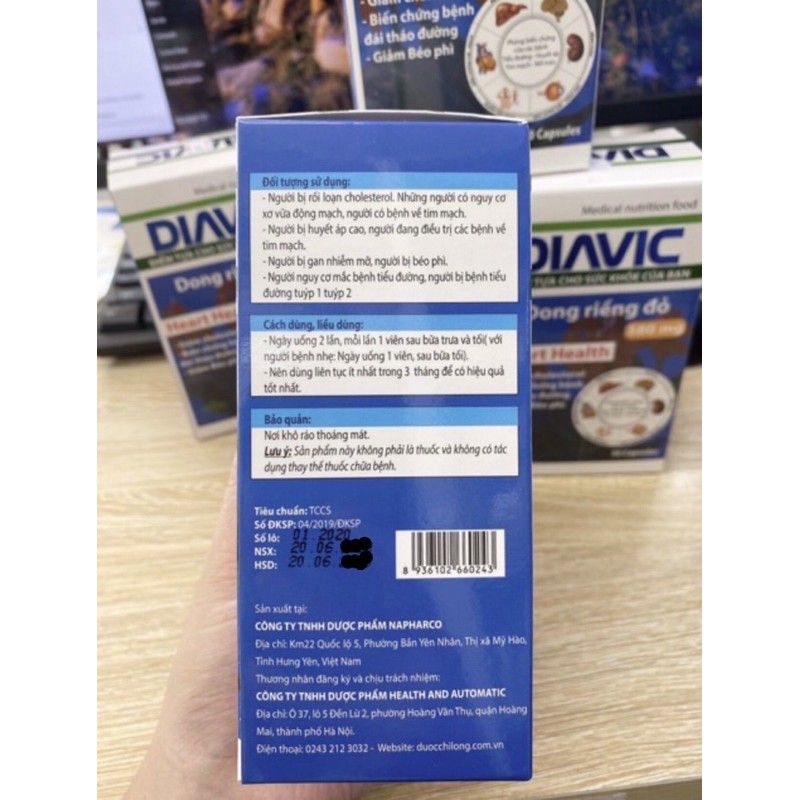 - Giảm
- Biến chứng bệnh
đái tháo đường
- Giảm Béo phì
Capsules
Medical
DIAVIC
Dong riềng
Heart
Medical nutrition food
DIAVIC
TỰA CHO SỨC KHỎE CỦA BẠN
Dong riềng đỏ
580 mg
Health
Capsules
Đối tượng sử dụng:
- Người bị rối loạn cholesterol. Những người có nguy cơ
xơ vữa động mạch, người có bệnh về tim mạch.
- Người bị huyết áp cao, người đang điều trị các bệnh về
tim mạch.
- Người bị gan nhiễm mỡ, người bị béo phì.
- Người nguy cơ mắc bệnh tiểu đường, người bị bệnh tiểu
đường tuýp 1 tuýp 2
Cách dùng, liều dùng:
- Ngày uống 2 lần, mỗi lần 1 viên sau bữa trưa và tối( với
người bệnh nhẹ: Ngày uống 1 viên, sau bữa tối).
- Nên dùng liên tục ít nhất trong 3 tháng để có hiệu quả
tốt nhất.
Bảo quản:
Nơi khô ráo thoáng mát.
Lưu ý: Sản phẩm này không phải là thuốc và không có tác
dụng thay thế thuốc chữa bệnh.
Tiêu chuẩn: TCCS
Số ĐKSP: 04/2019/ĐKSP
Số lô: 01 2020
NSX: 20.06.
HSD: 20.06
8 936102 660243
Sản xuất tại:
CÔNG TY TNHH DƯỢC PHẨM NAPHARCO
Địa chỉ: Km22 Quốc lộ 5, Phường Bần Yên Nhân, Thị xã Mỹ Hào,
Tỉnh Hưng Yên, Việt Nam
Thương nhân đăng ký và chịu trách nhiệm:
CÔNG TY TNHH DƯỢC PHẨM HEALTH AND AUTOMATIC
Địa chỉ: Ô 37, lô 5 Đền Lừ 2, phường Hoàng Văn Thụ, quận Hoàng
Mai, thành phố Hà Nội.
Điện thoại: 0243 212 3032 - Website: duocchilong.com.vn